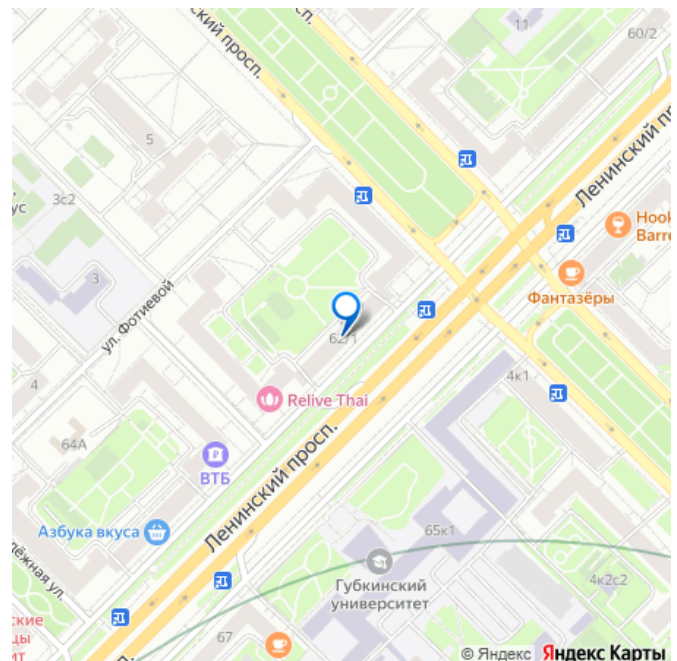 11
60/2
Ленинский просп.
5
ул. Фотиевой
3с2
ус
3
Hook
Barre
Фантазёры
62/1
4
Relive Thai
4к1
64А
ВТБ
Азбука вкуса
Ленинский просп.
65к1
Губкинский
университет
4к2с2
67
© Яндекс Яндекс Карты